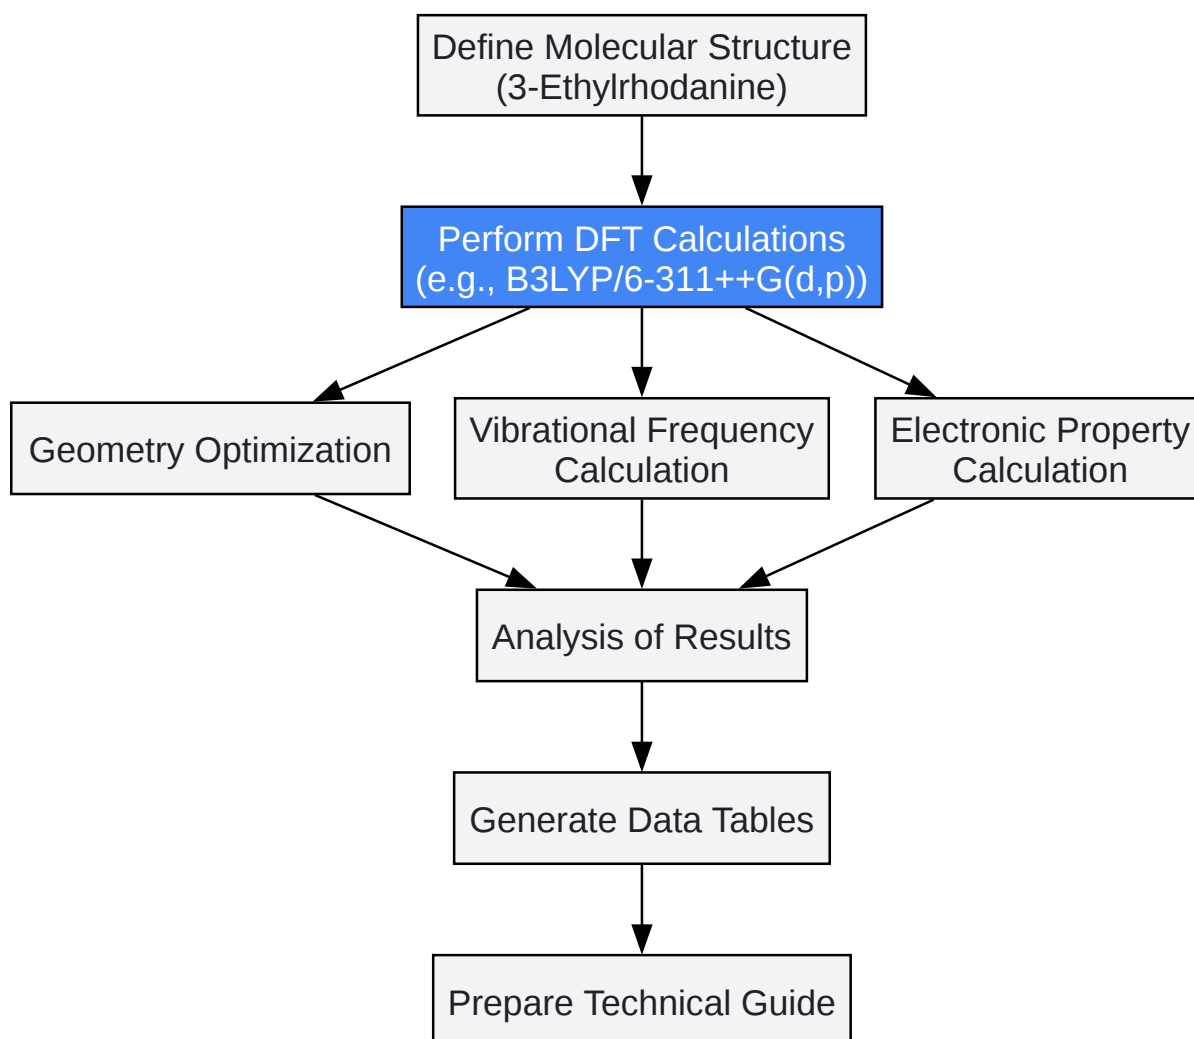 Define Molecular Structure
(3-Ethylrhodanine)
Perform DFT Calculations
(e.g., B3LYP/6-311++G(d,p))
Geometry Optimization
Vibrational Frequency
Calculation
Electronic Property
Calculation
Analysis of Results
Generate Data Tables
Prepare Technical Guide